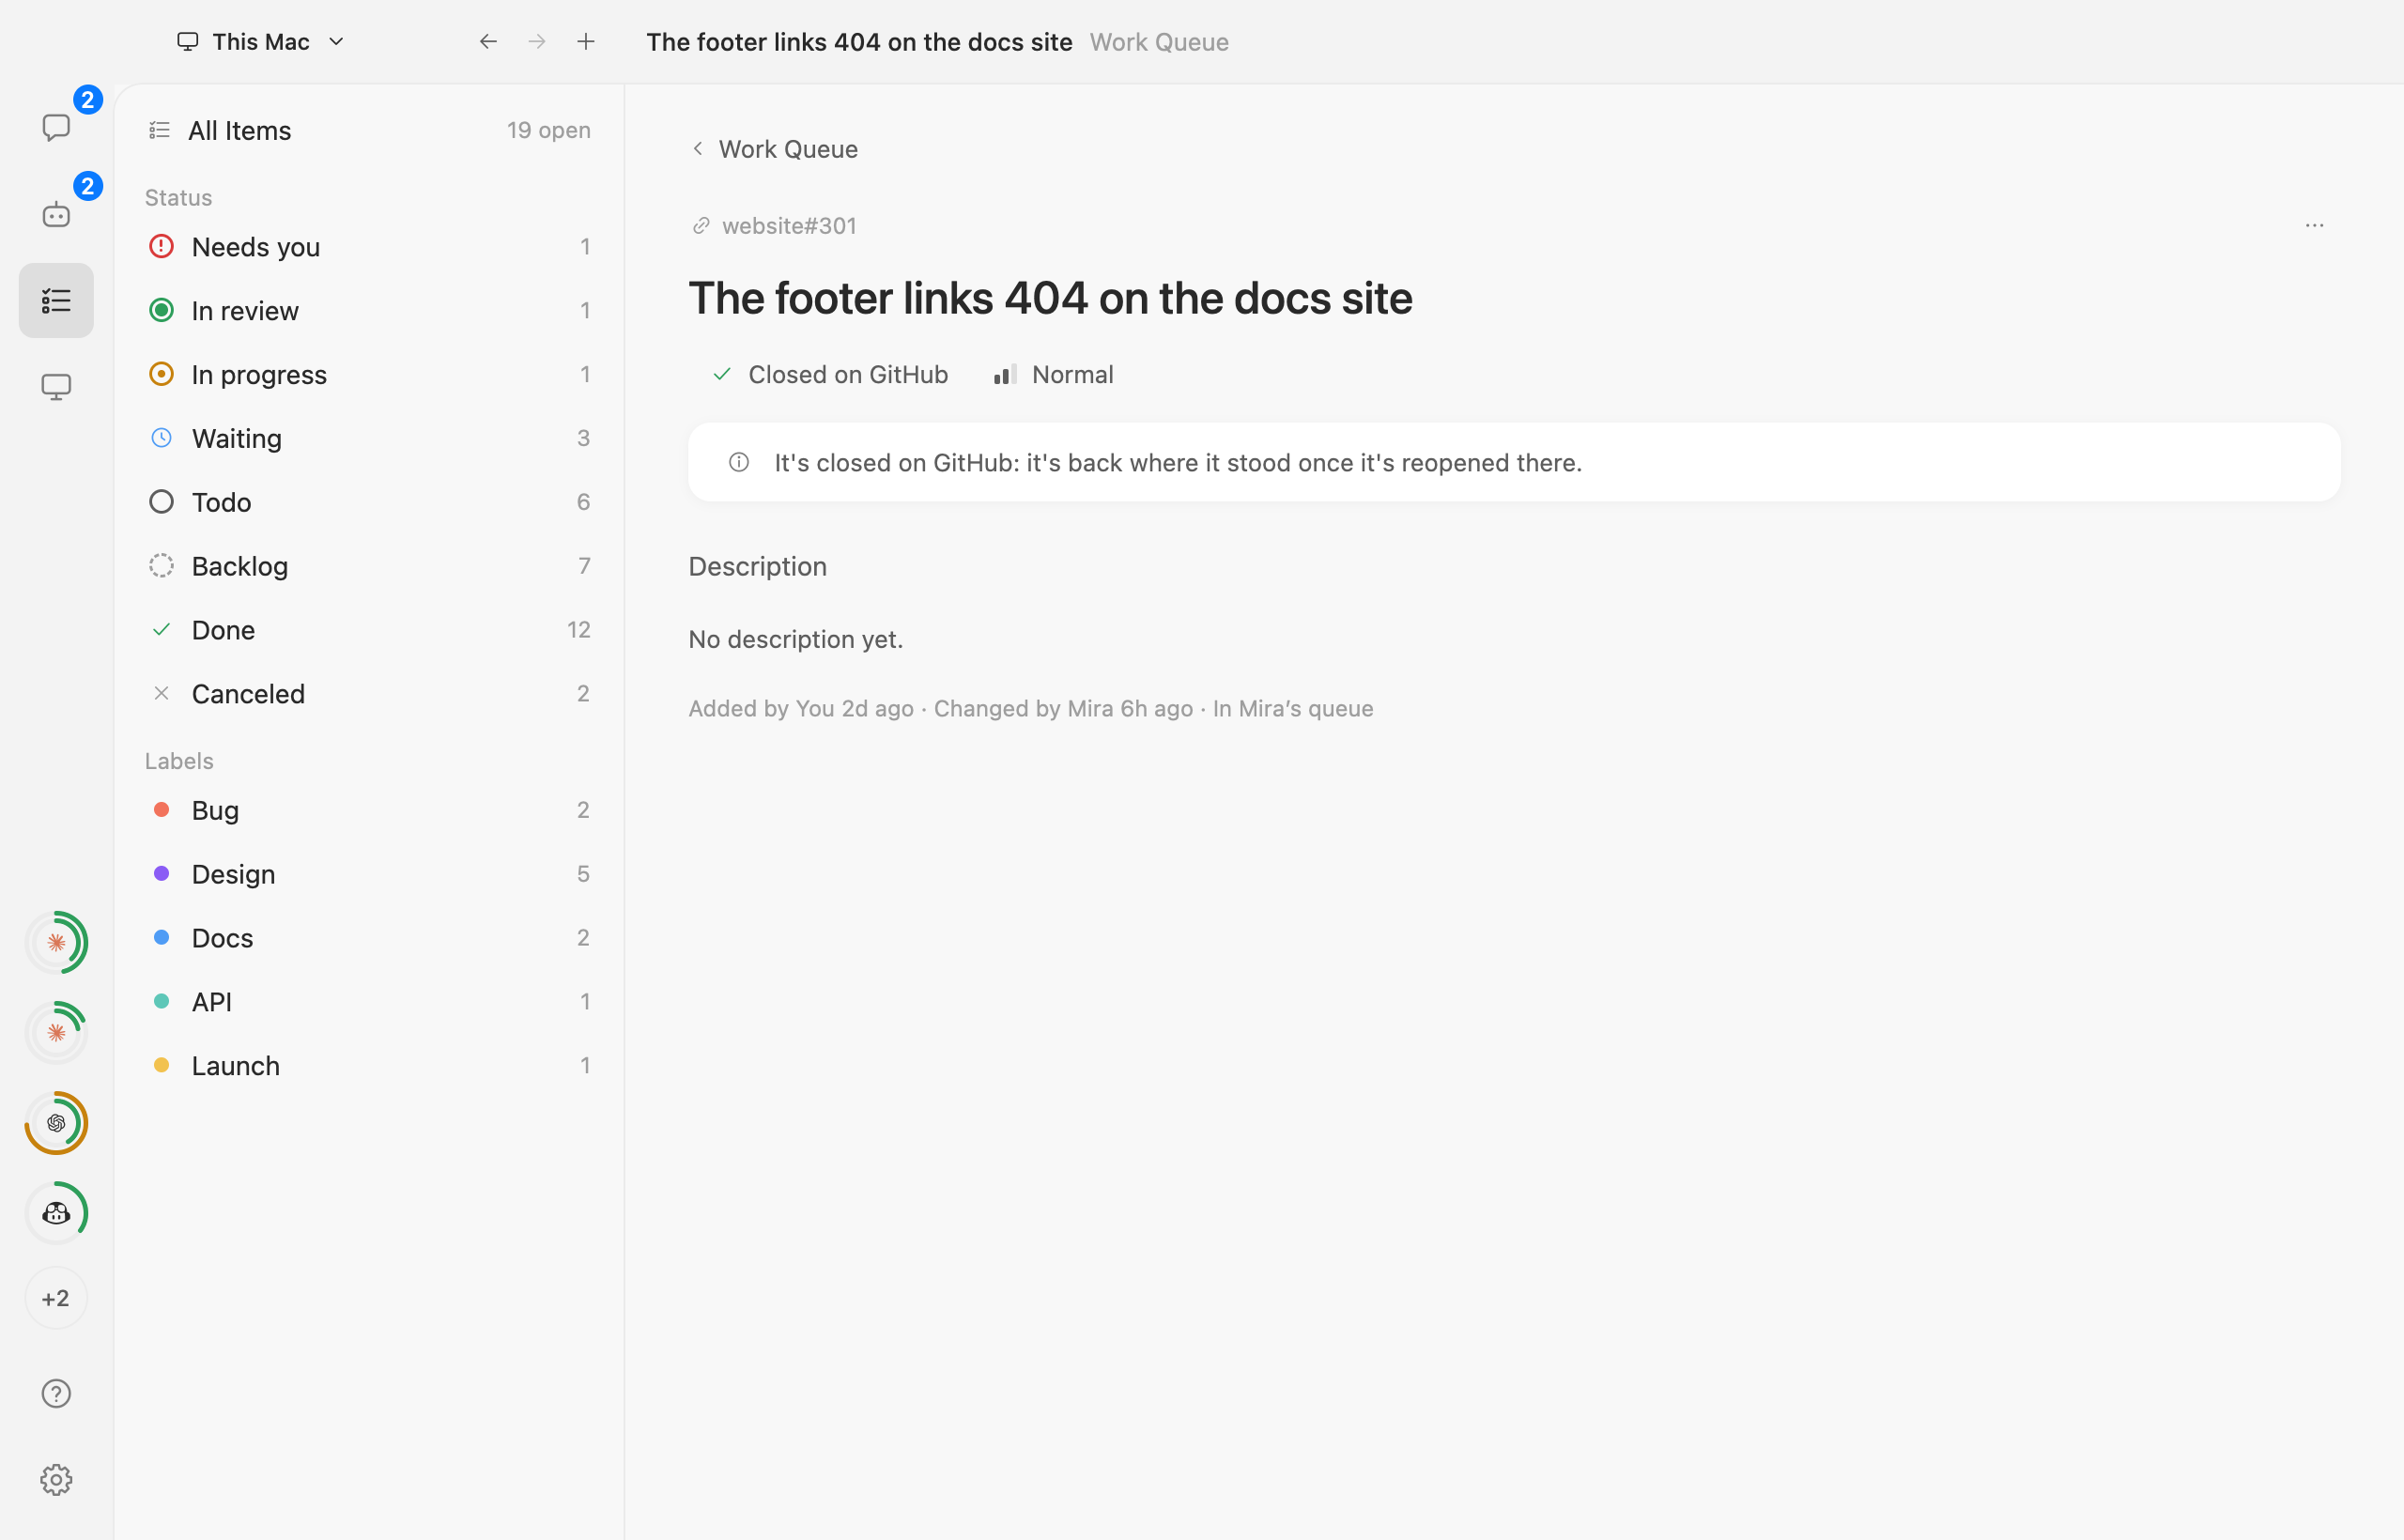 This Mac
The footer links 404 on the docs site Work Queue
2
2
All Items 19 open
Status
Needs you 1
In review 1
In progress 1
Waiting 3
Todo 6
Backlog 7
Done 12
Canceled 2
Labels
Bug 2
Design 5
Docs 2
API 1
Launch 1
+2
Work Queue
website#301
The footer links 404 on the docs site
Closed on GitHub Normal
It's closed on GitHub: it's back where it stood once it's reopened there.
Description
No description yet.
Added by You 2d ago · Changed by Mira 6h ago · In Mira’s queue